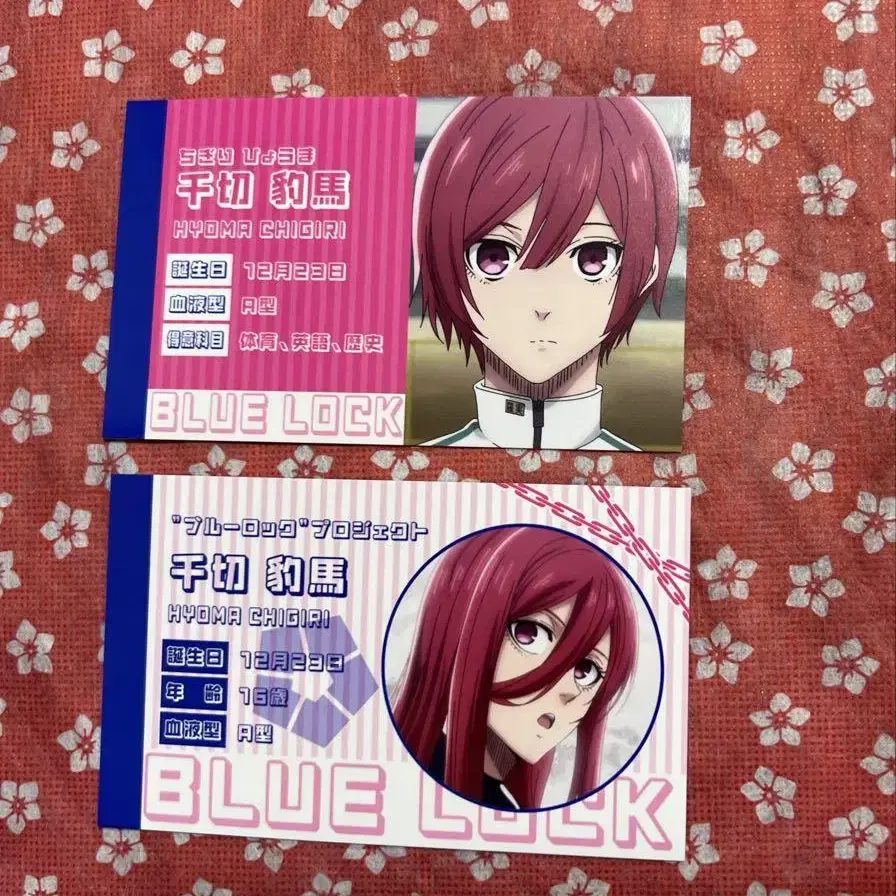 ちぎり ひょうま
千切 豹馬
HYOMA CHIGIRI
誕生日 12月23日
血液型 A型
得意科目 体育、英語、歴史
BLUE LOCK
"ブルーロック"プロジェクト
千切 豹馬
HYOMA CHIGIRI
誕生日 12月23日
年 齢 16歳
血液型 A型
BLUE LOCK